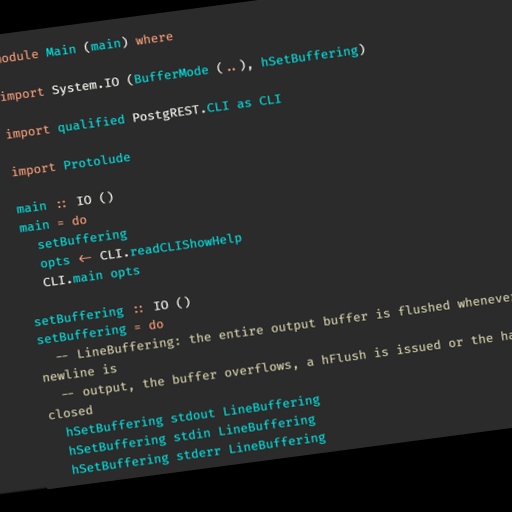 module Main (main) where
import System.IO (BufferMode (..), hSetBuffering)
import qualified PostgREST.CLI as CLI
import Protolude
main :: IO ()
main = do
setBuffering
opts <- CLI.readCLIShowHelp
CLI.main opts
setBuffering :: IO ()
setBuffering = do
-- LineBuffering: the entire output buffer is flushed whenever
newline is
-- output, the buffer overflows, a hFlush is issued or the
closed
hSetBuffering stdout LineBuffering
hSetBuffering stdin LineBuffering
hSetBuffering stderr LineBuffering